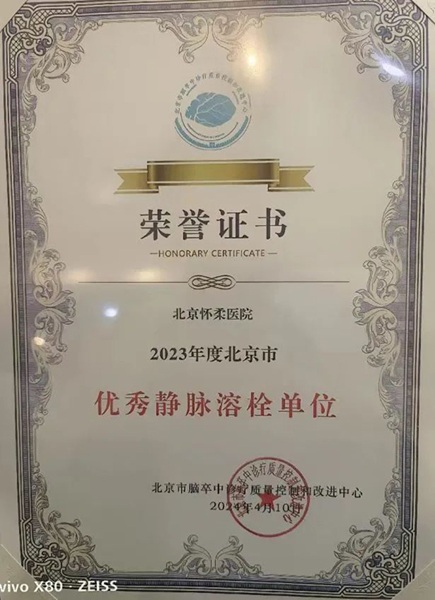 荣誉证书
—HONORARY CERTIFICATE—
北京怀柔医院
2023年度北京市
优秀静脉溶栓单位
北京市脑卒中诊疗质量控制和改进中心
2024年4月10日
vivo X80 · ZEISS